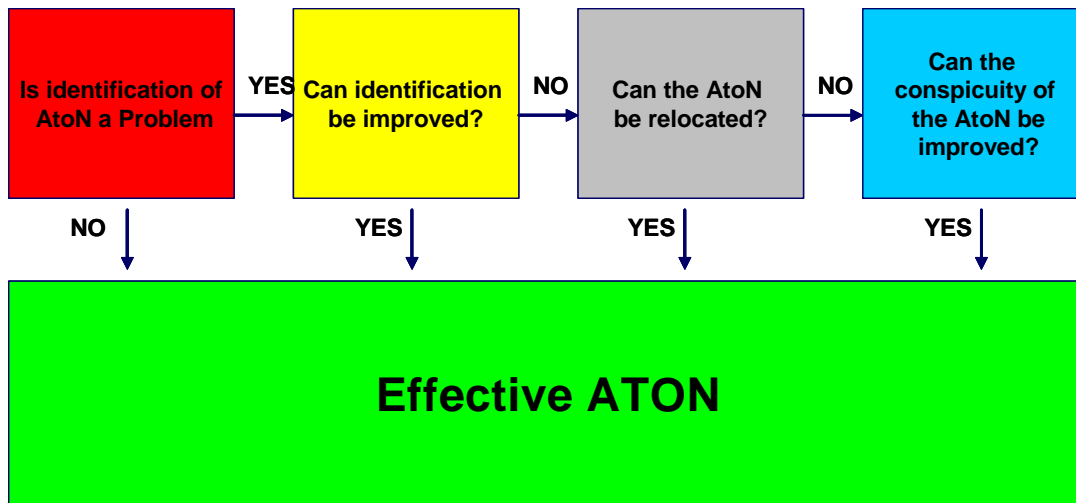 Is identification of
AtoN a Problem
YES
Can identification
be improved?
NO
Can the AtoN
be relocated?
NO
Can the
conspicuity of
the AtoN be
improved?
NO
YES
YES
YES
Effective ATON